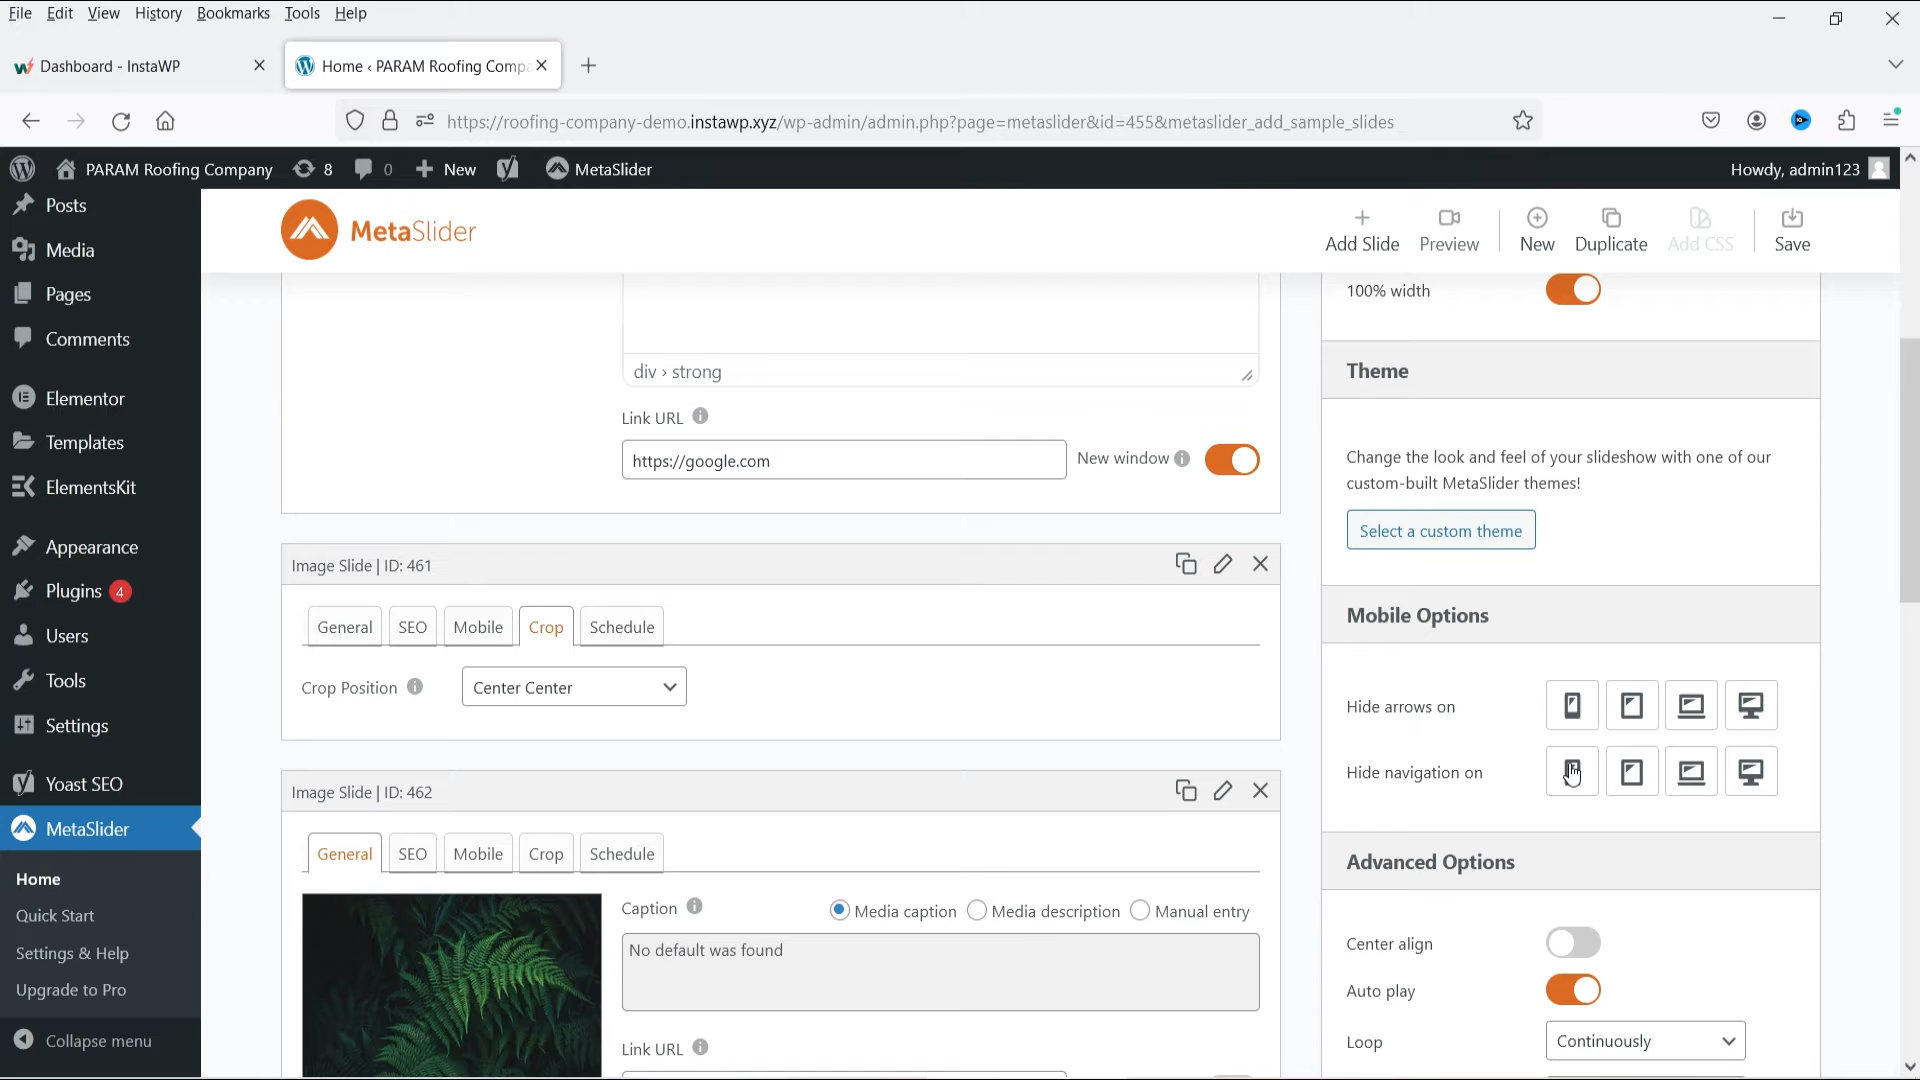 File Edit View History Bookmarks Tools Help
Dashboard - InstaWP
Home ‹ PARAM Roofing Comp
https://roofing-company-demo.instawp.xyz/wp-admin/admin.php?page=metaslider&id=455&metaslider_add_sample_slides
PARAM Roofing Company 8 0 New MetaSlider Howdy, admin123
Posts
Media
Pages
Comments
Elementor
Templates
ElementsKit
Appearance
Plugins 4
Users
Tools
Settings
Yoast SEO
MetaSlider
Home
Quick Start
Settings & Help
Upgrade to Pro
Collapse menu
MetaSlider
Add Slide Preview New Duplicate Add CSS Save
div › strong
Link URL
https://google.com New window
Image Slide | ID: 461
General SEO Mobile Crop Schedule
Crop Position Center Center
Image Slide | ID: 462
General SEO Mobile Crop Schedule
Caption Media caption Media description Manual entry
No default was found
Link URL
100% width
Theme
Change the look and feel of your slideshow with one of our
custom-built MetaSlider themes!
Select a custom theme
Mobile Options
Hide arrows on
Hide navigation on
Advanced Options
Center align
Auto play
Loop Continuously